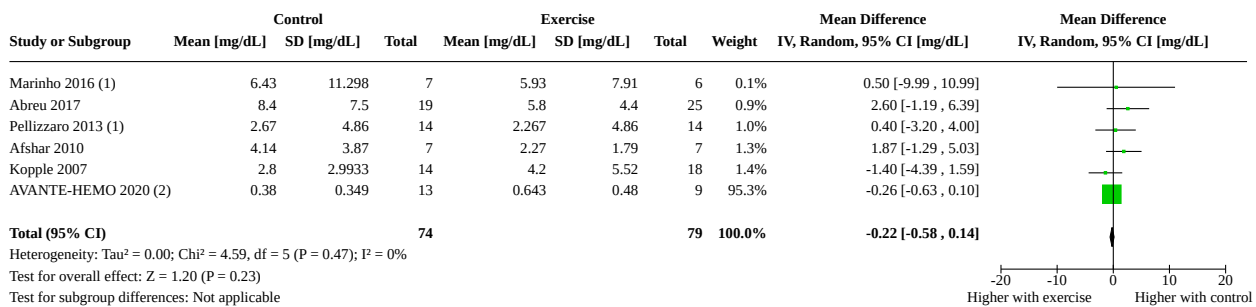 Control Exercise Mean Difference Mean Difference
Study or Subgroup Mean [mg/dL] SD [mg/dL] Total Mean [mg/dL] SD [mg/dL] Total Weight IV, Random, 95% CI [mg/dL] IV, Random, 95% CI [mg/dL]
Marinho 2016 (1) 6.43 11.298 7 5.93 7.91 6 0.1% 0.50 [-9.99 , 10.99]
Abreu 2017 8.4 7.5 19 5.8 4.4 25 0.9% 2.60 [-1.19 , 6.39]
Pellizzaro 2013 (1) 2.67 4.86 14 2.267 4.86 14 1.0% 0.40 [-3.20 , 4.00]
Afshar 2010 4.14 3.87 7 2.27 1.79 7 1.3% 1.87 [-1.29 , 5.03]
Kopple 2007 2.8 2.9933 14 4.2 5.52 18 1.4% -1.40 [-4.39 , 1.59]
AVANTE-HEMO 2020 (2) 0.38 0.349 13 0.643 0.48 9 95.3% -0.26 [-0.63 , 0.10]
Total (95% CI) 74 79 100.0% -0.22 [-0.58 , 0.14]
Heterogeneity: Tau² = 0.00; Chi² = 4.59, df = 5 (P = 0.47); I² = 0%
Test for overall effect: Z = 1.20 (P = 0.23)
Test for subgroup differences: Not applicable
-20 -10 0 10 20
Higher with exercise Higher with control